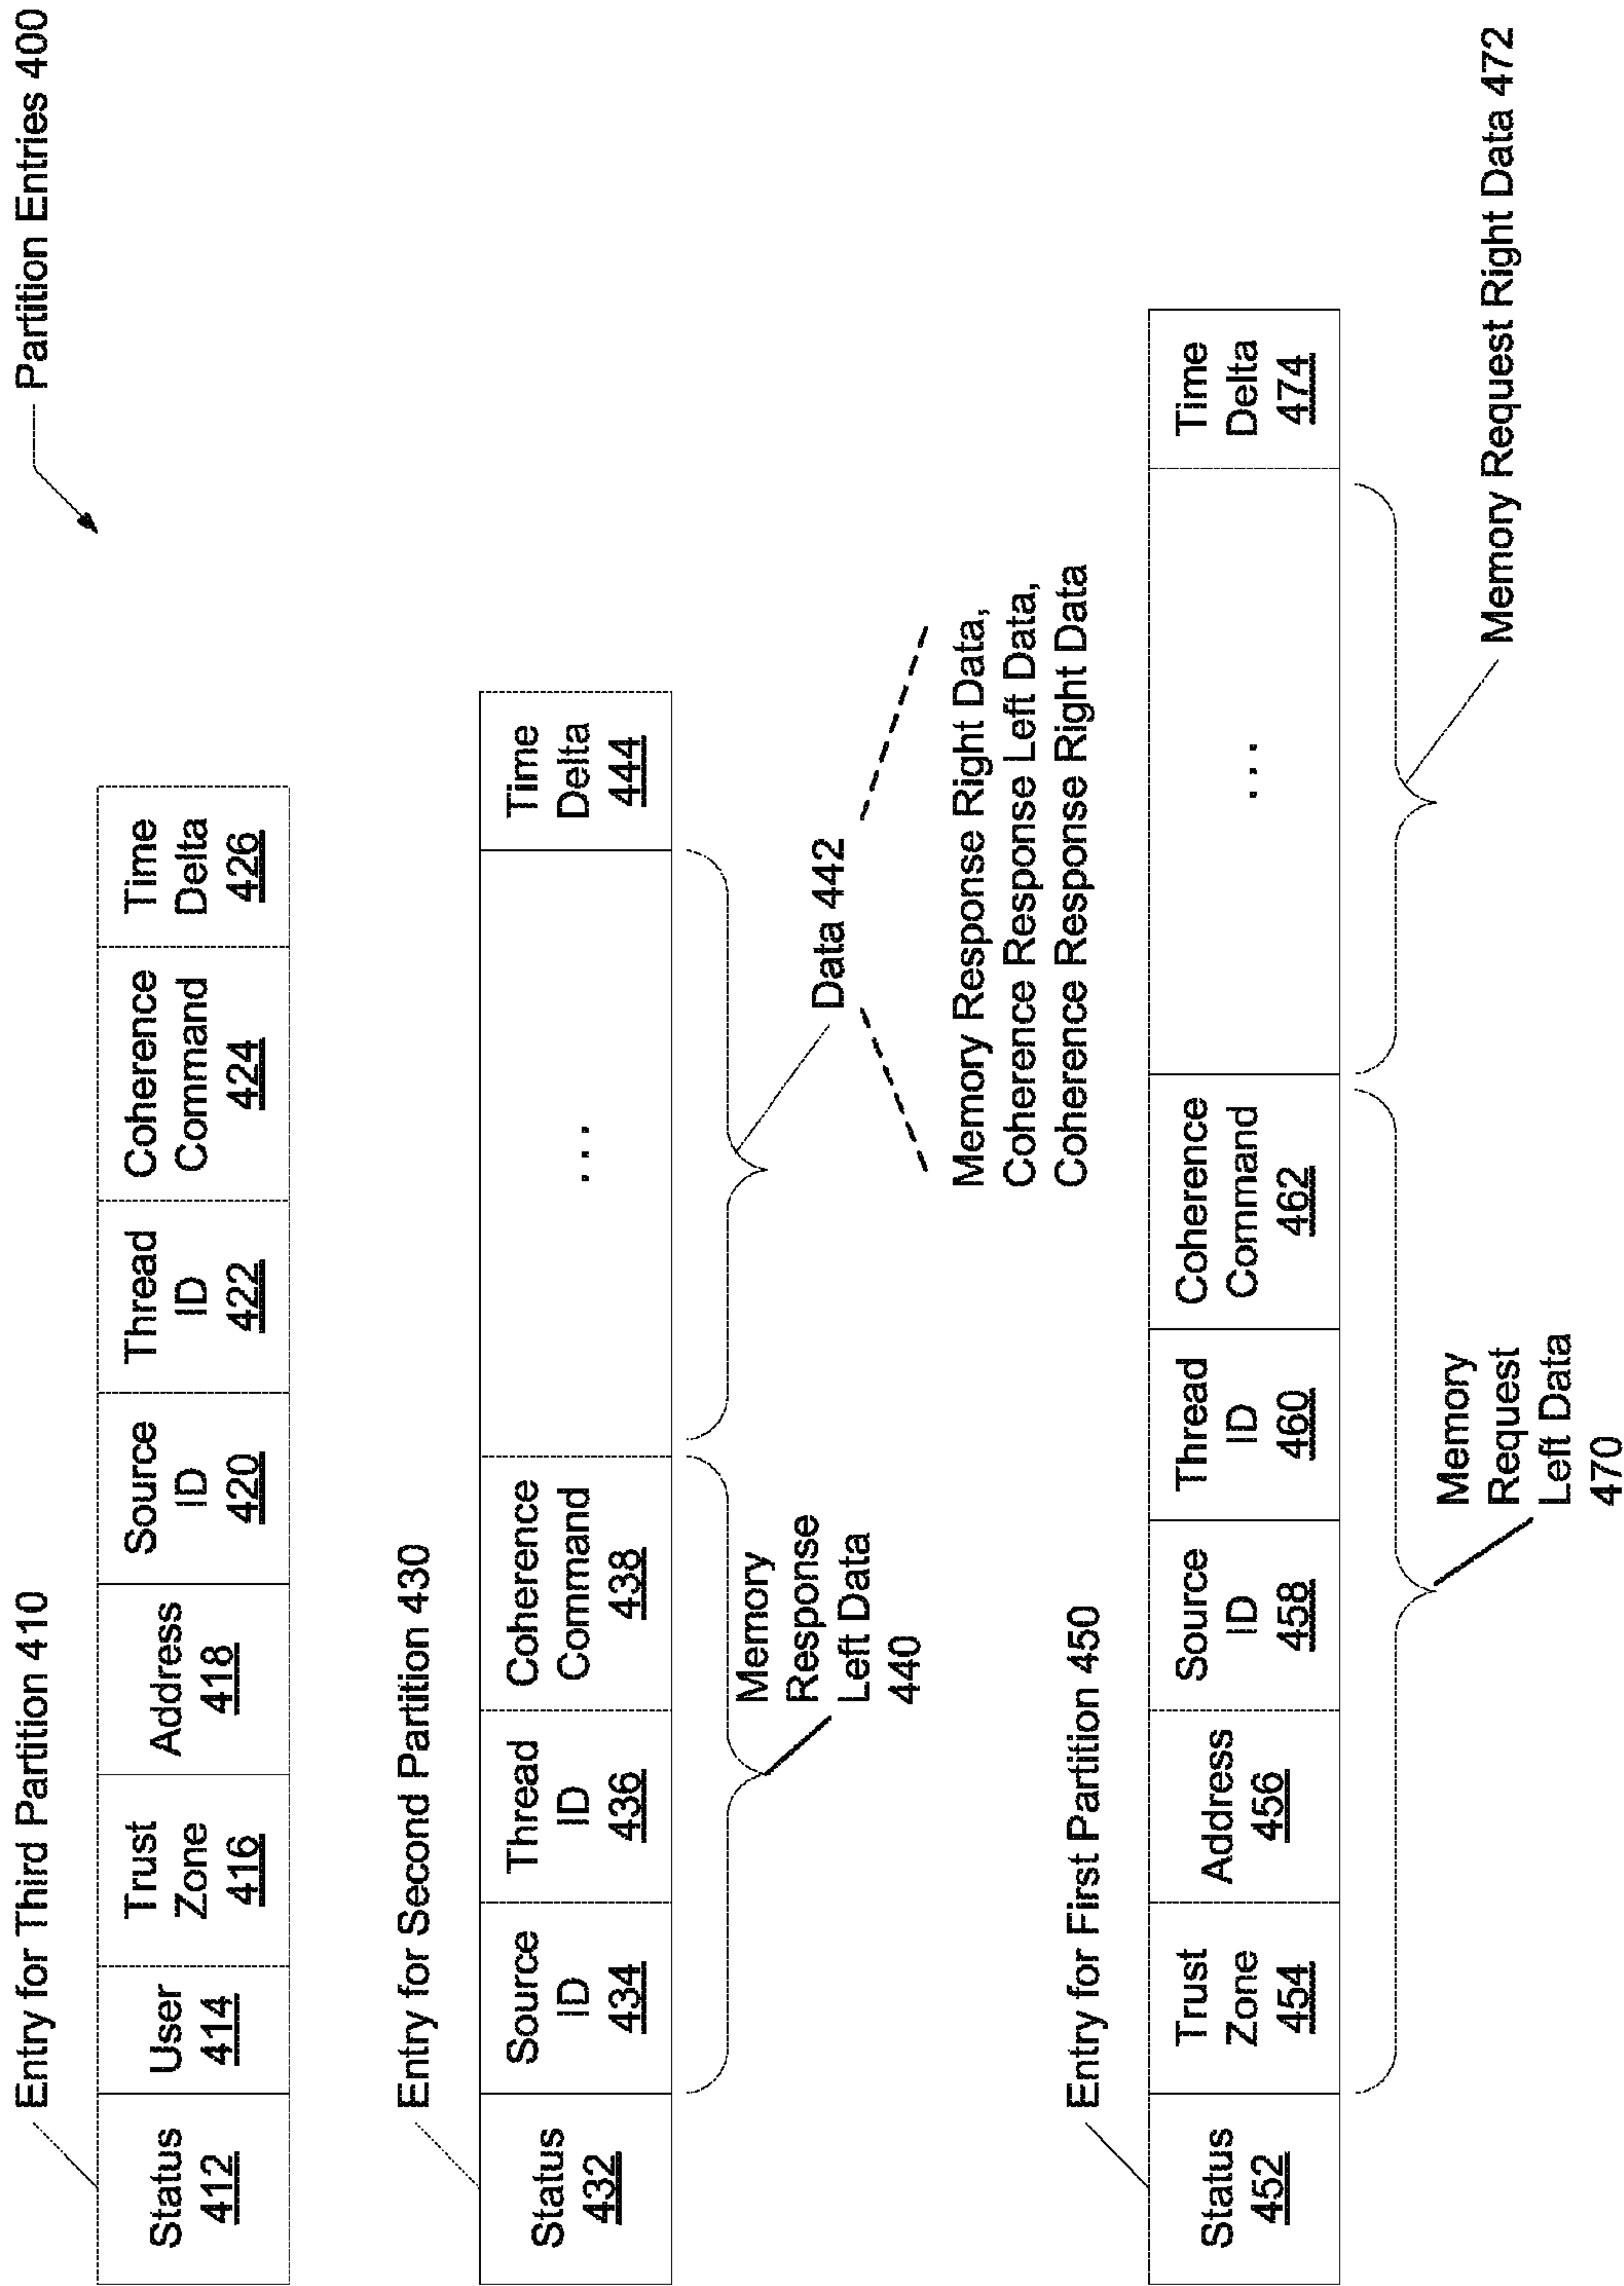 Partition Entries 400
Entry for Third Partition 410
Status
412
User
414
Trust
Zone
416
Address
418
Source
ID
420
Thread
ID
422
Coherence
Command
424
Time
Delta
426
Entry for Second Partition 430
Status
432
Source
ID
434
Thread
ID
436
Coherence
Command
438
. . .
Time
Delta
444
Memory
Response
Left Data
440
Data 442
Memory Response Right Data,
Coherence Response Left Data,
Coherence Response Right Data
Entry for First Partition 450
Status
452
Trust
Zone
454
Address
456
Source
ID
458
Thread
ID
460
Coherence
Command
462
. . .
Time
Delta
474
Memory
Request
Left Data
470
Memory Request Right Data 472